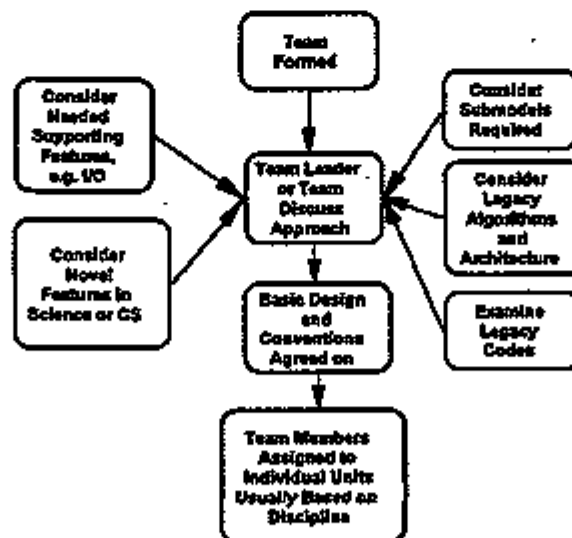 Team
Formed
Consider
Needed
Supporting
Features,
e.g. I/O
Consider
Submodels
Required
Team Leader
or Team
Discuss
Approach
Consider
Legacy
Algorithms
and
Architecture
Consider
Novel
Features in
Science or CS
Basic Design
and
Conventions
Agreed on
Examine
Legacy
Codes
Team Members
Assigned to
Individual Units
Usually Based on
Discipline